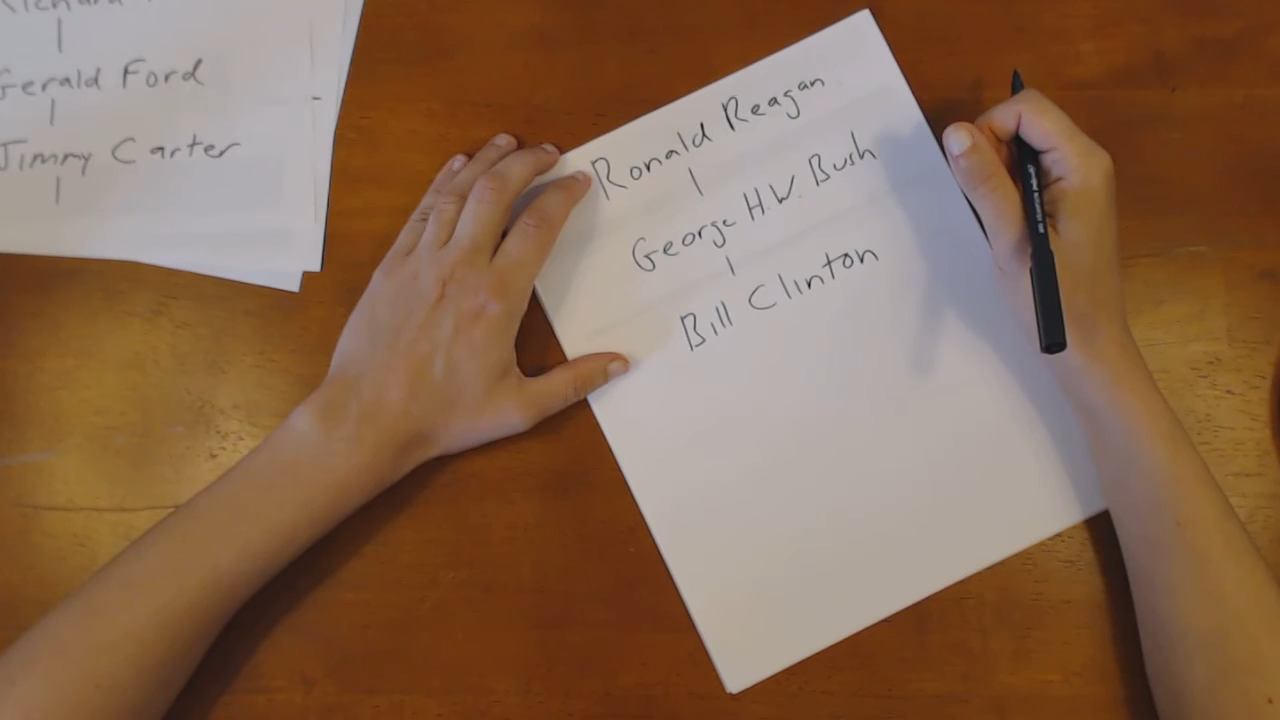 Gerald Ford
Jimmy Carter
Ronald Reagan
George H.W. Bush
Bill Clinton